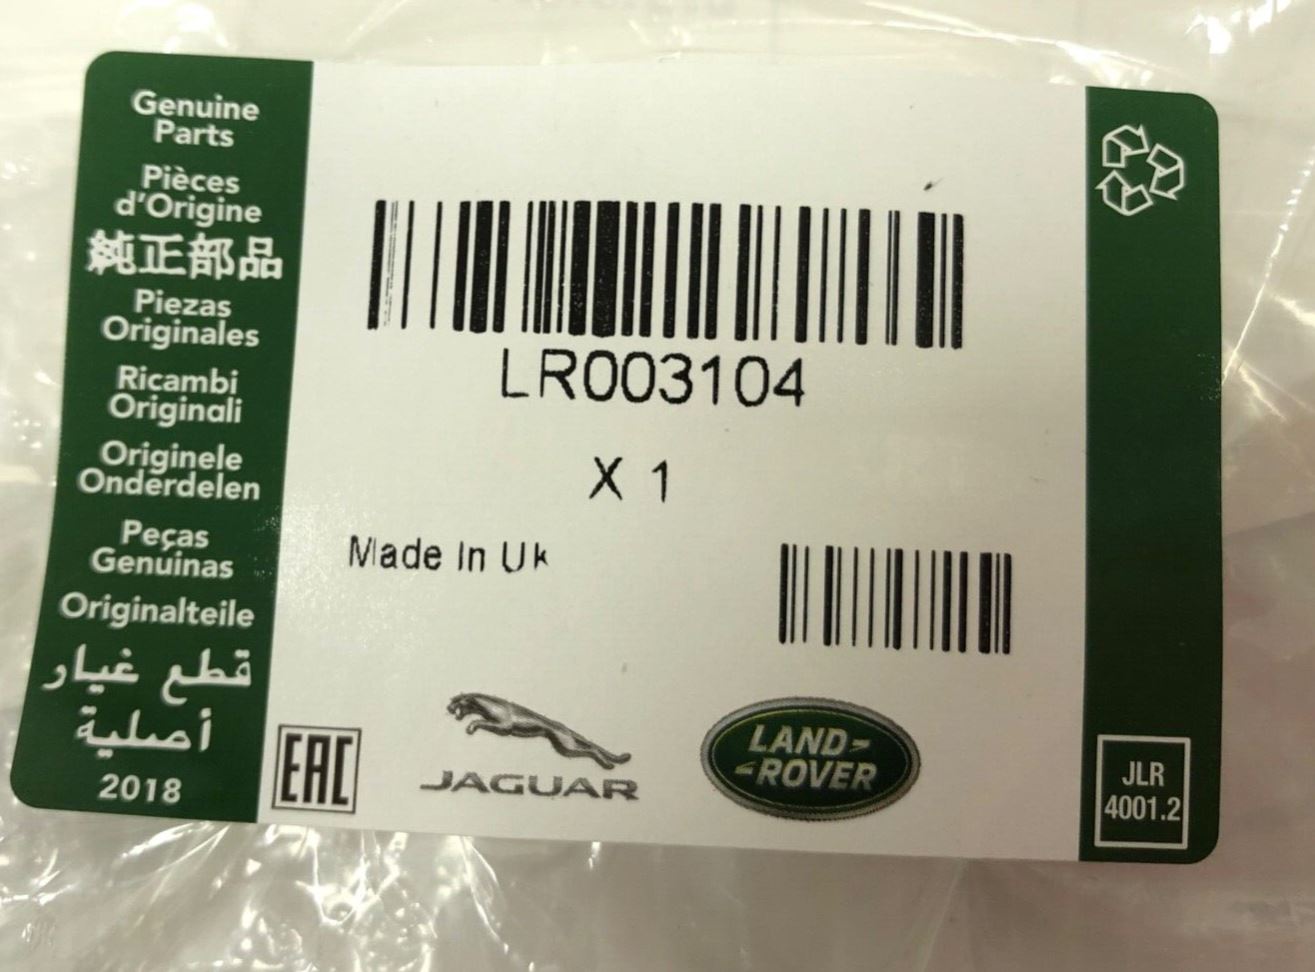 Genuine
Parts
Pièces
d'Origine
純正部品
Piezas
Originales
Ricambi
Originali
Originele
Onderdelen
Peças
Genuinas
Originalteile
قطع غيار
أصلية
2018
LR003104
X 1
Made In Uk
EAC
JAGUAR
LAND-
-ROVER
JLR
4001.2